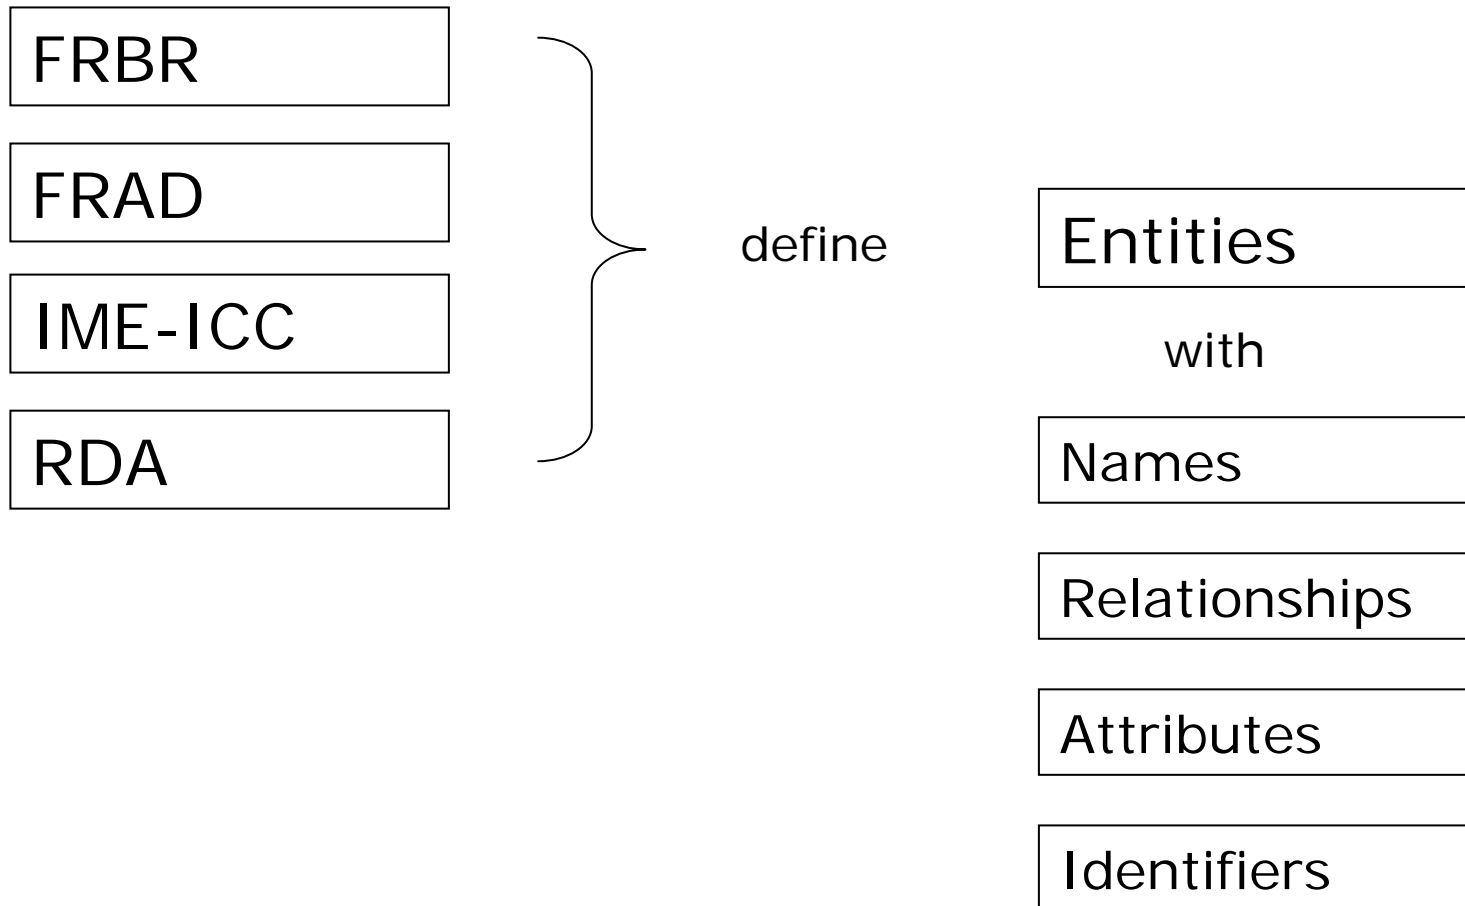 FRBR
FRAD
IME-ICC
RDA
define
Entities
with
Names
Relationships
Attributes
Identifiers